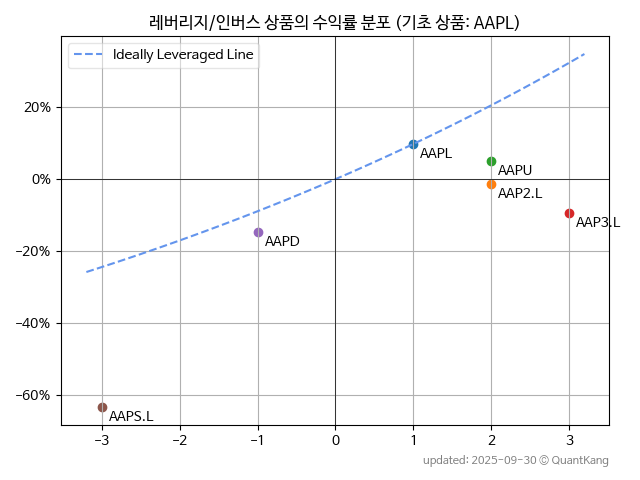 레버리지/인버스 상품의 수익률 분포 (기초 상품: AAPL)
Ideally Leveraged Line
20%
0%
−20%
−40%
−60%
AAPL
AAPU
AAP2.L
AAP3.L
AAPD
AAPS.L
−3 −2 −1 0 1 2 3
updated: 2025-09-30 © QuantKang